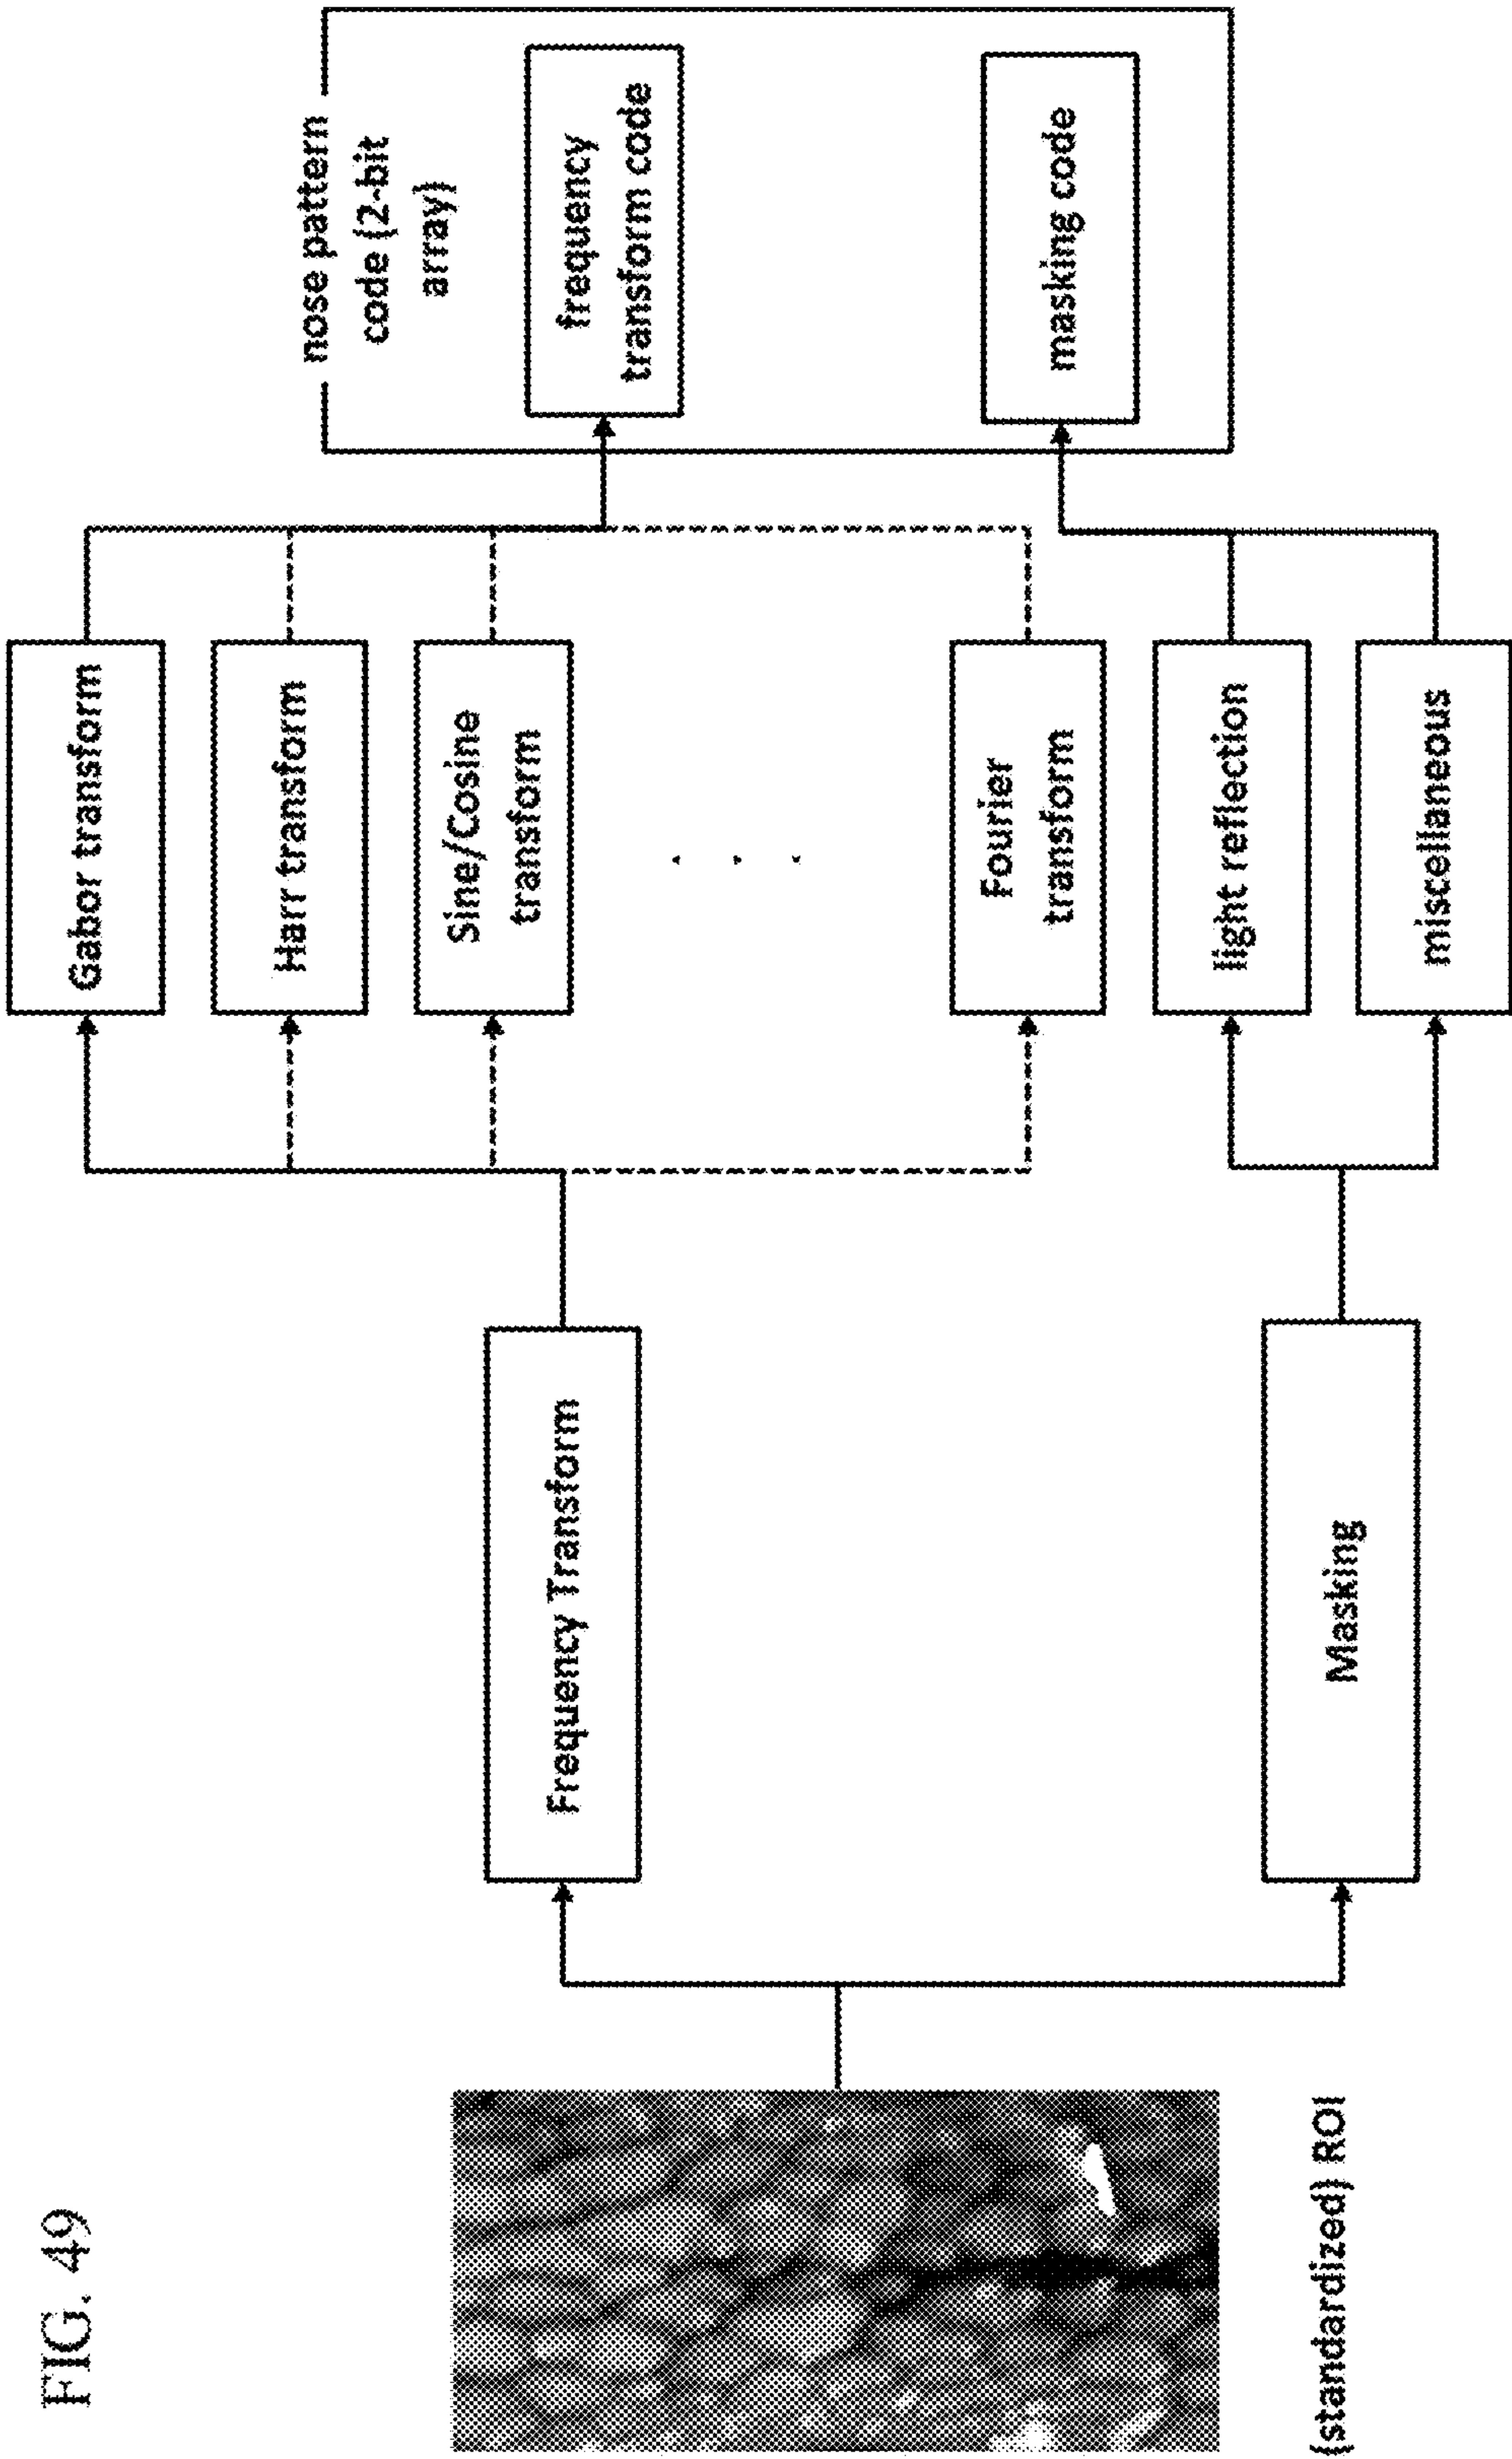 FIG. 49
(standardized) ROI
Frequency Transform
Masking
Gabor transform
Harr transform
Sine/Cosine
transform
. . .
Fourier
transform
light reflection
miscellaneous
nose pattern
code (2-bit
array)
frequency
transform code
masking code